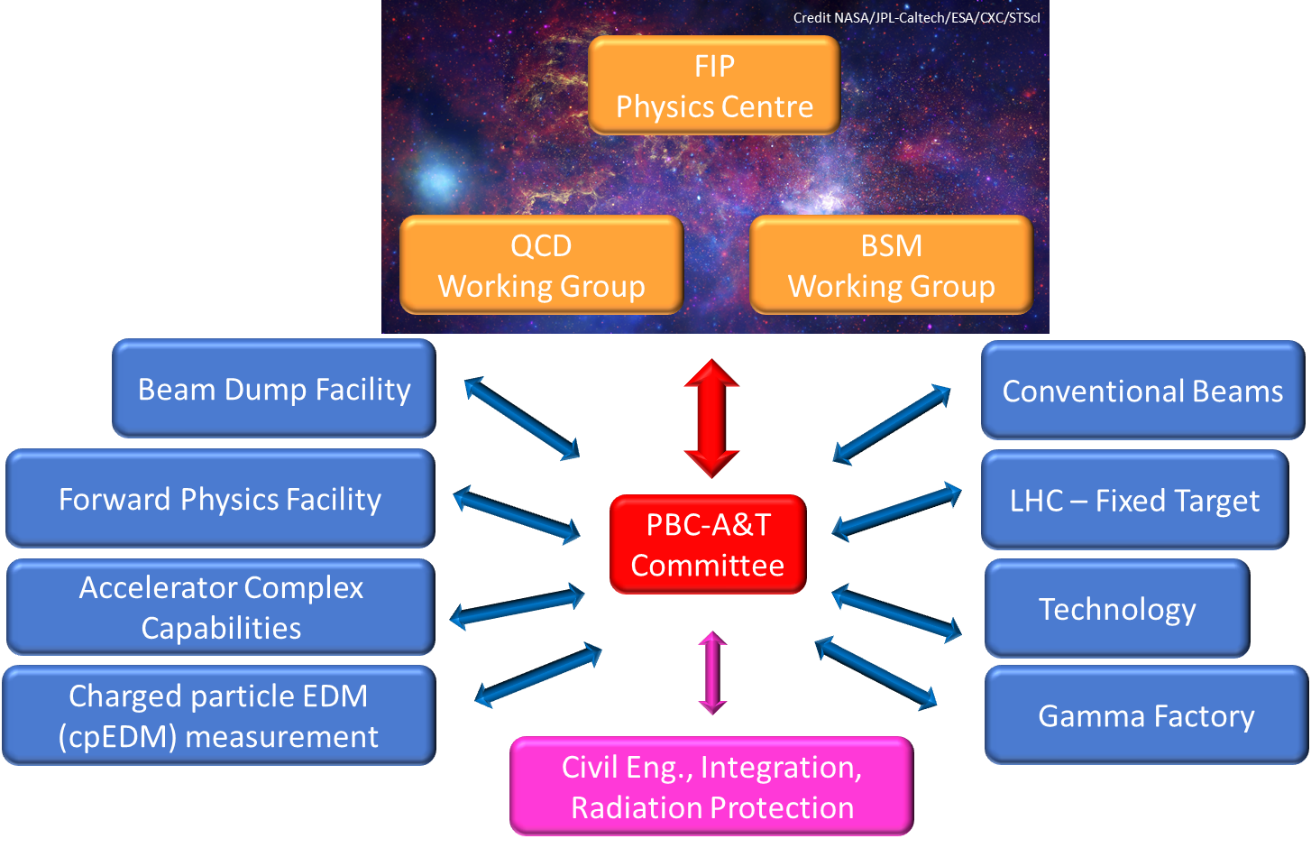 Credit NASA/JPL-Caltech/ESA/CXC/STScI
FIP
Physics Centre
QCD
Working Group
BSM
Working Group
Beam Dump Facility
Conventional Beams
Forward Physics Facility
LHC – Fixed Target
PBC-A&T
Committee
Accelerator Complex
Capabilities
Technology
Charged particle EDM
(cpEDM) measurement
Gamma Factory
Civil Eng., Integration,
Radiation Protection